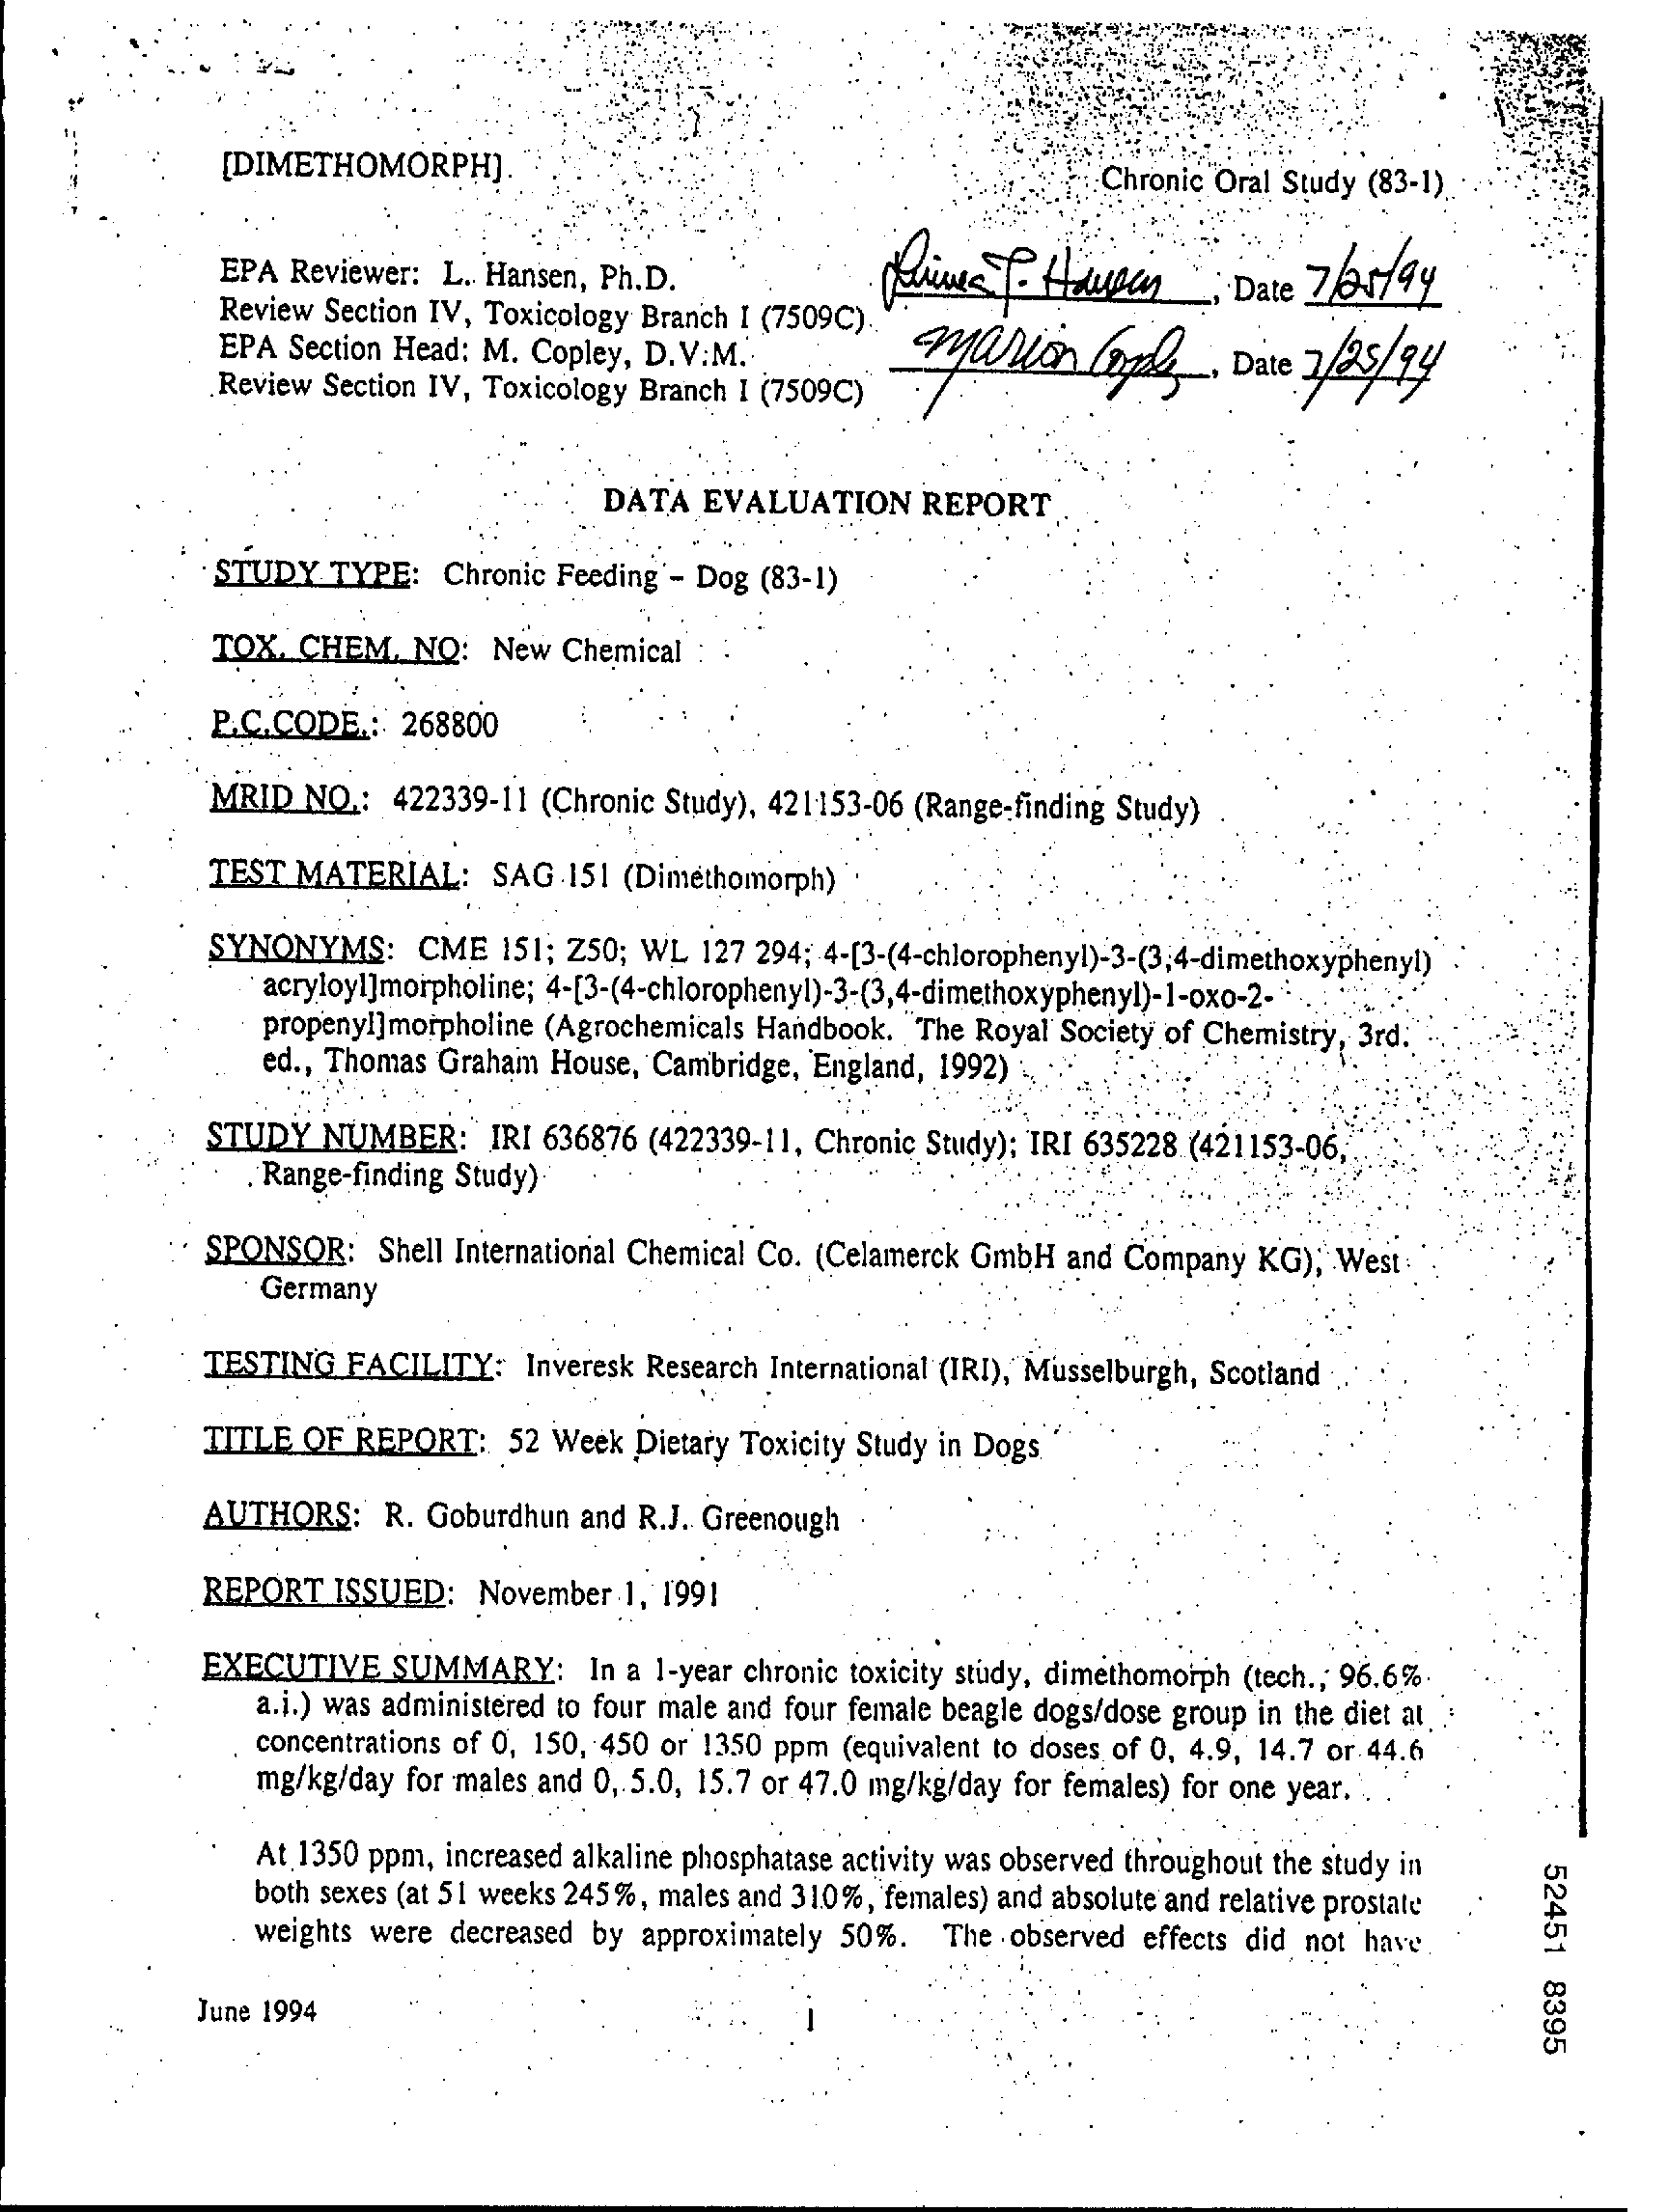 [DIMETHOMORPH]
Chronic Oral Study (83-1)
EPA Reviewer: L. Hansen, Ph.D.
T. Hansen, Date 7/25/94
Review Section IV, Toxicology Branch I (7509C)
EPA Section Head: M. Copley, D.V.M.
Marion Copley, Date 7/25/94
Review Section IV, Toxicology Branch I (7509C)
DATA EVALUATION REPORT
STUDY TYPE: Chronic Feeding - Dog (83-1)
TOX. CHEM. NO: New Chemical
P.C.CODE.: 268800
MRID NO.: 422339-11 (Chronic Study), 421153-06 (Range-finding Study)
TEST MATERIAL: SAG 151 (Dimethomorph)
SYNONYMS: CME 151; Z50; WL 127 294; 4-[3-(4-chlorophenyl)-3-(3,4-dimethoxyphenyl)
acryloyl]morpholine; 4-[3-(4-chlorophenyl)-3-(3,4-dimethoxyphenyl)-1-oxo-2-
propenyl]morpholine (Agrochemicals Handbook. The Royal Society of Chemistry, 3rd.
ed., Thomas Graham House, Cambridge, England, 1992)
STUDY NUMBER: IRI 636876 (422339-11, Chronic Study); IRI 635228 (421153-06,
Range-finding Study)
SPONSOR: Shell International Chemical Co. (Celamerck GmbH and Company KG), West
Germany
TESTING FACILITY: Inveresk Research International (IRI), Musselburgh, Scotland
TITLE OF REPORT: 52 Week Dietary Toxicity Study in Dogs
AUTHORS: R. Goburdhun and R.J. Greenough
REPORT ISSUED: November 1, 1991
EXECUTIVE SUMMARY: In a 1-year chronic toxicity study, dimethomorph (tech.; 96.6%
a.i.) was administered to four male and four female beagle dogs/dose group in the diet at
concentrations of 0, 150, 450 or 1350 ppm (equivalent to doses of 0, 4.9, 14.7 or 44.6
mg/kg/day for males and 0, 5.0, 15.7 or 47.0 mg/kg/day for females) for one year.
At 1350 ppm, increased alkaline phosphatase activity was observed throughout the study in
both sexes (at 51 weeks 245%, males and 310%, females) and absolute and relative prostate
weights were decreased by approximately 50%. The observed effects did not have
June 1994
1
52451 8395